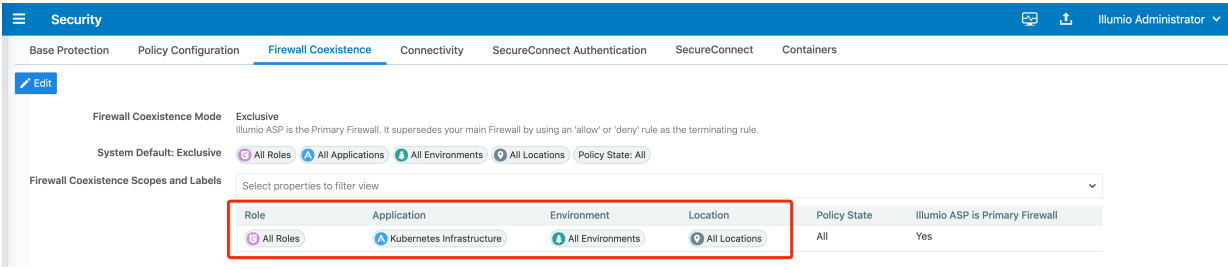 Security Illumio Administrator
Base Protection Policy Configuration Firewall Coexistence Connectivity SecureConnect Authentication SecureConnect Containers
Edit
Firewall Coexistence Mode Exclusive
Illumio ASP is the Primary Firewall. It supersedes your main Firewall by using an 'allow' or 'deny' rule as the terminating rule.
System Default: Exclusive All Roles All Applications All Environments All Locations Policy State: All
Firewall Coexistence Scopes and Labels Select properties to filter view
Role Application Environment Location Policy State Illumio ASP is Primary Firewall
All Roles Kubernetes Infrastructure All Environments All Locations All Yes